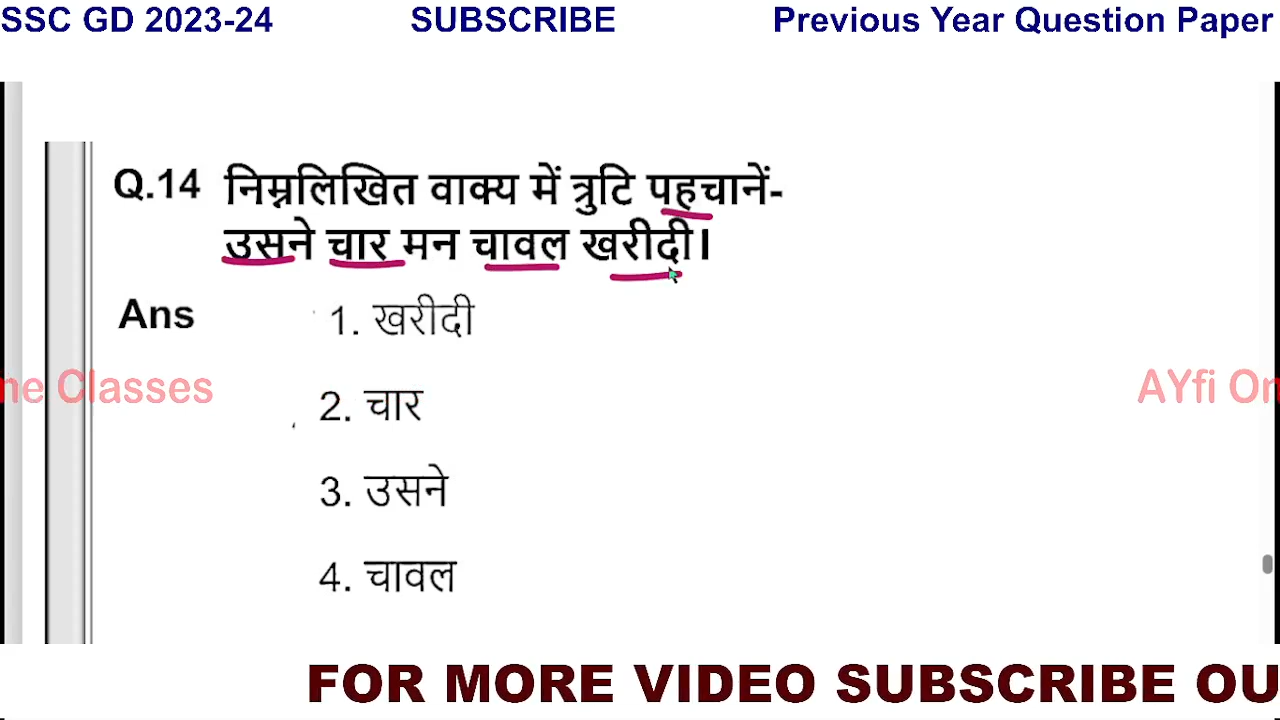 SSC GD 2023-24 SUBSCRIBE Previous Year Question Paper
Q.14 निम्नलिखित वाक्य में त्रुटि पहचानें-
उसने चार मन चावल खरीदी।
Ans 1. खरीदी
ne Classes AYfi On
2. चार
3. उसने
4. चावल
FOR MORE VIDEO SUBSCRIBE OU